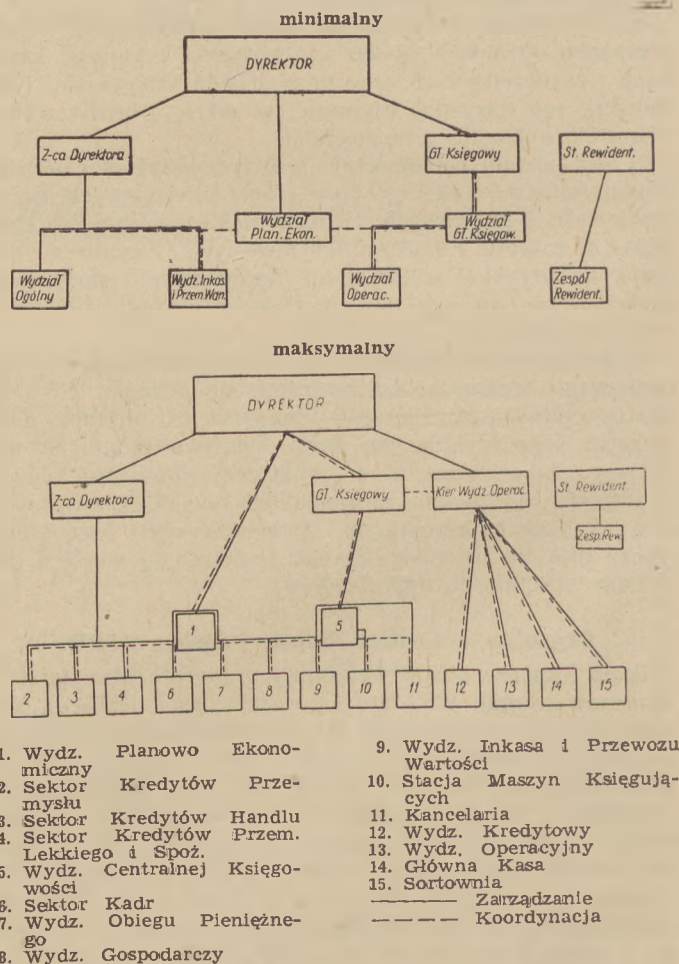 minimalny
DYREKTOR
Z-ca Dyrektora
Gł. Księgowy
St. Rewident.
Wydział
Plan. Ekon.
Wydział
Gł. Księgow.
Wydział
Ogólny
Wydz. Inkas.
i Przem. Wan.
Wydział
Operac.
Zespół
Rewident.
maksymalny
DYREKTOR
Z-ca Dyrektora
Gł. Księgowy
Kier. Wydz. Operac.
St. Rewident.
Zesp. Rew.
1
5
2
3
4
6
7
8
9
10
11
12
13
14
15
1. Wydz. Planowo Ekono-
miczny
2. Sektor Kredytów Prze-
mysłu
3. Sektor Kredytów Handlu
4. Sektor Kredytów Przem.
Lekkiego i Spoż.
5. Wydz. Centralnej Księgo-
wości
6. Sektor Kadr
7. Wydz. Obiegu Pieniężne-
go
8. Wydz. Gospodarczy
9. Wydz. Inkasa i Przewozu
Wartości
10. Stacja Maszyn Księgują-
cych
11. Kancelaria
12. Wydz. Kredytowy
13. Wydz. Operacyjny
14. Główna Kasa
15. Sortownia
Zarządzanie
Koordynacja